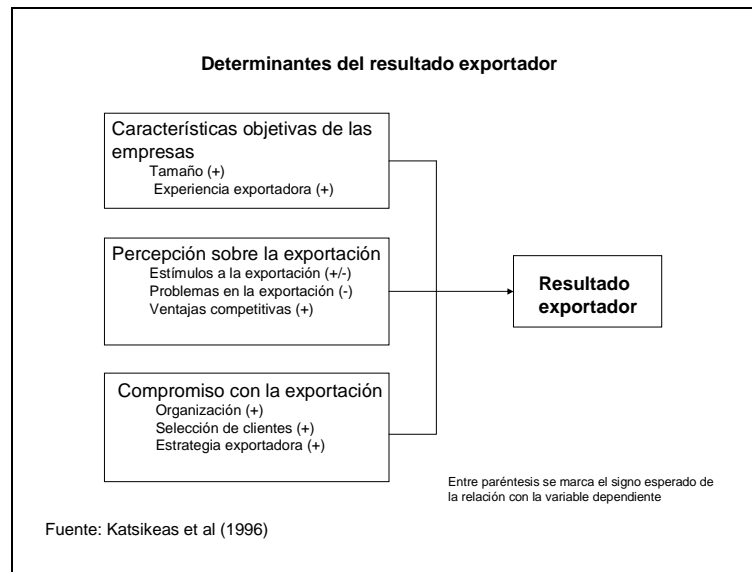 Determinantes del resultado exportador
Características objetivas de las
empresas
Tamaño (+)
Experiencia exportadora (+)
Percepción sobre la exportación
Estímulos a la exportación (+/-)
Problemas en la exportación (-)
Ventajas competitivas (+)
Resultado
exportador
Compromiso con la exportación
Organización (+)
Selección de clientes (+)
Estrategia exportadora (+)
Entre paréntesis se marca el signo esperado de
la relación con la variable dependiente
Fuente: Katsikeas et al (1996)